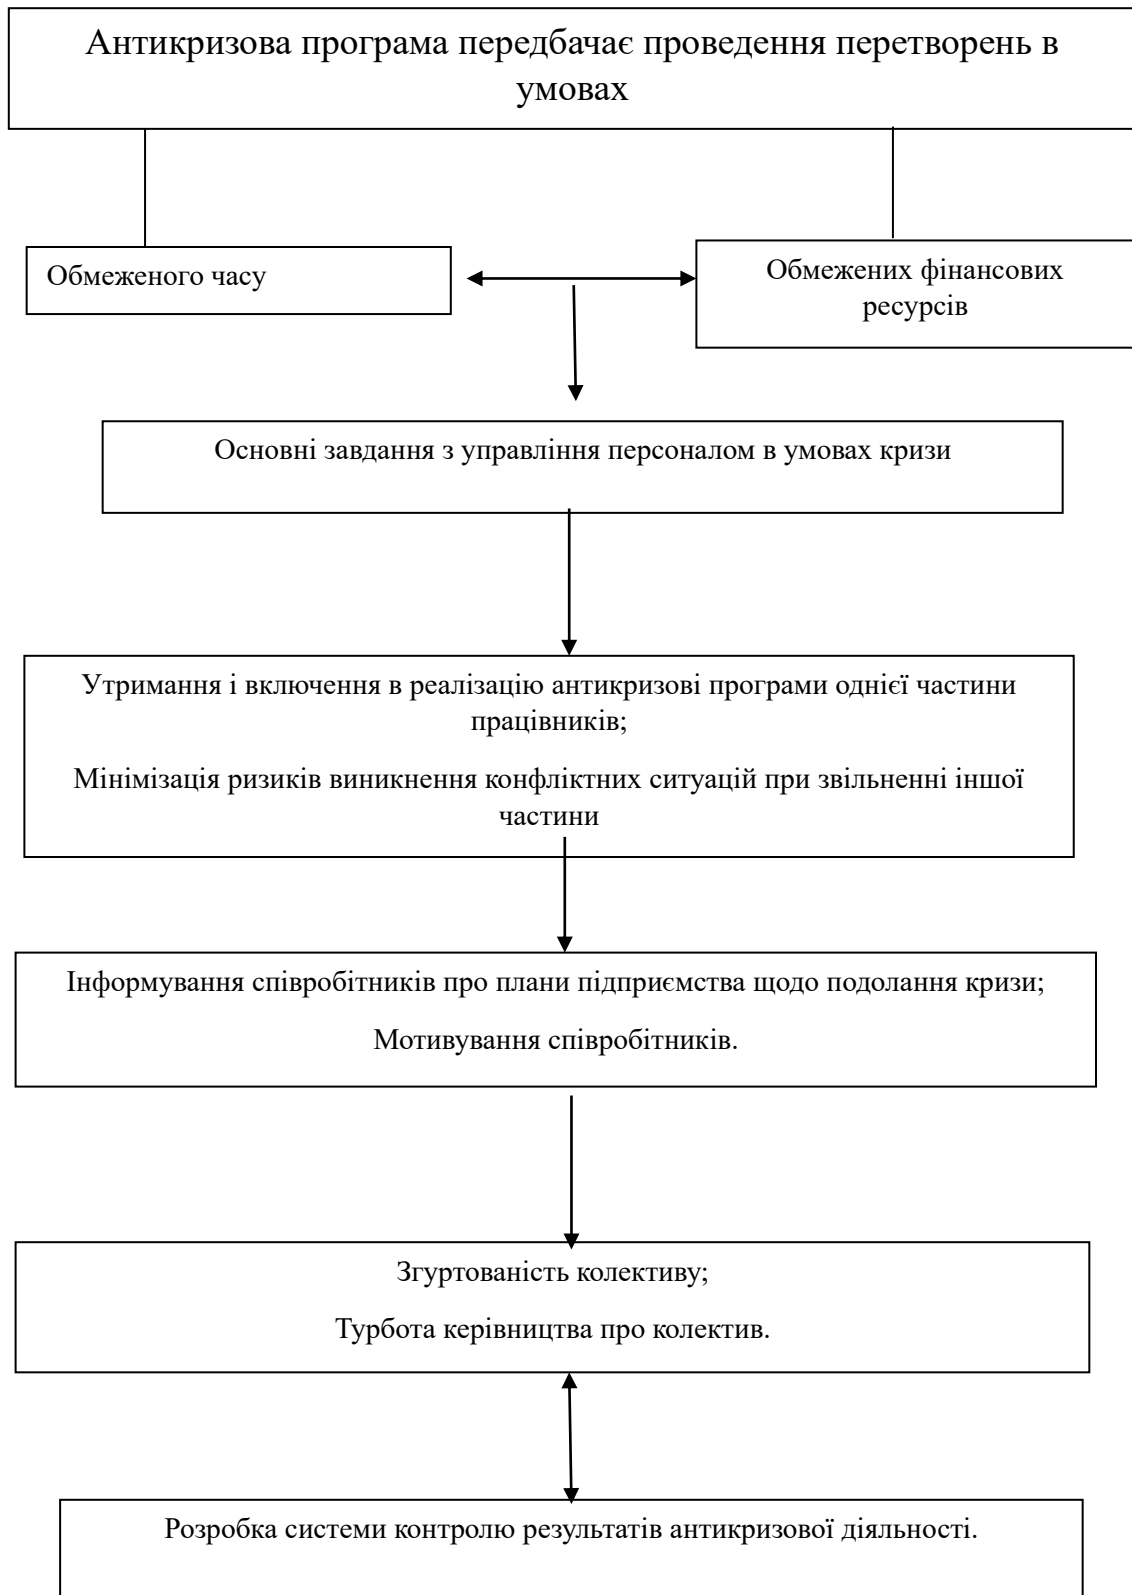 Антикризова програма передбачає проведення перетворень в
умовах
Обмеженого часу
Обмежених фінансових
ресурсів
Основні завдання з управління персоналом в умовах кризи
Утримання і включення в реалізацію антикризові програми однієї частини
працівників;
Мінімізація ризиків виникнення конфліктних ситуацій при звільненні іншої
частини
Інформування співробітників про плани підприємства щодо подолання кризи;
Мотивування співробітників.
Згуртованість колективу;
Турбота керівництва про колектив.
Розробка системи контролю результатів антикризової діяльності.